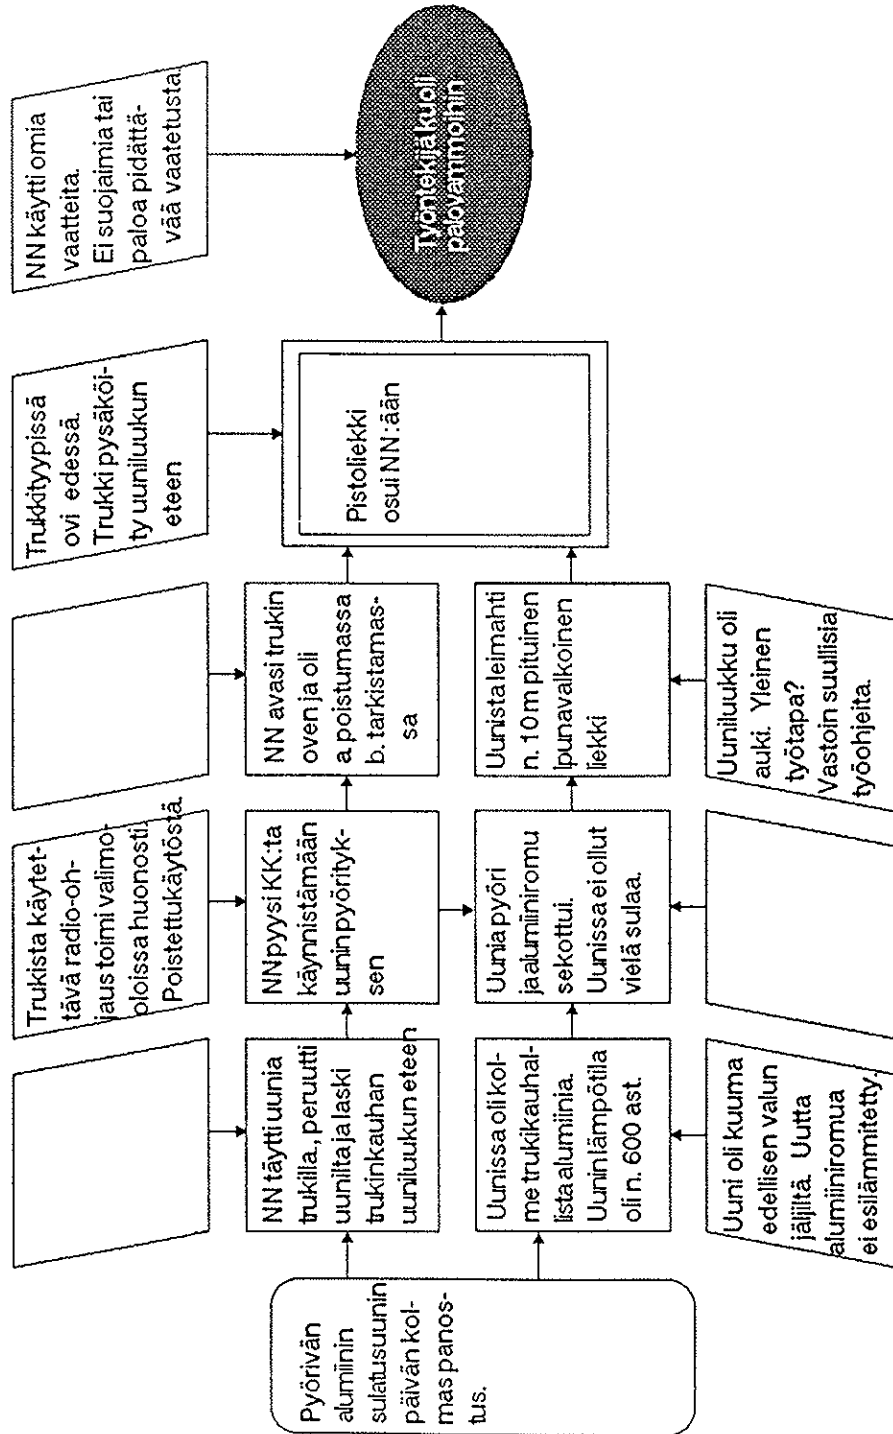 Pyörivän
alumiinin
sulatusuunin
päivän kol-
mas panos-
tus.
NN täytti uunia
trukilla., peruutti
uunilta ja laski
trukinkauhan
uuniluukun eteen
Trukista käytet-
tävä radio-oh-
jaus toimi valimo-
oloissa huonosti.
Poistettu käytöstä.
NN pyysi KK:ta
käynnistämään
uunin pyörityk-
sen
NN avasi trukin
oven ja oli
a. poistumassa
b. tarkistamas-
sa
Uunissa oli kol-
me trukikauhal-
lista alumiinia.
Uunin lämpötila
oli n. 600 ast.
Uuni oli kuuma
edellisen valun
jäljiltä. Uutta
alumiiniromua
ei esilämmitetty.
Uunia pyöri
ja alumiiniromu
sekottui.
Uunissa ei ollut
vielä sulaa.
Uunista leimahti
n. 10 m pituinen
lpunavalkoinen
liekki
Uuniluukku oli
auki. Yleinen
työtapa?
Vastoin suullisia
työohjeita.
Trukkityypissä
ovi edessä.
Trukki pysäköi-
ty uuniluukun
eteen
Pistoliekki
osui NN:ään
NN käytti omia
vaatteita.
Ei suojaimia tai
paloa pidättä-
vää vaatetusta.
Työntekijä kuoli
palovammoihin